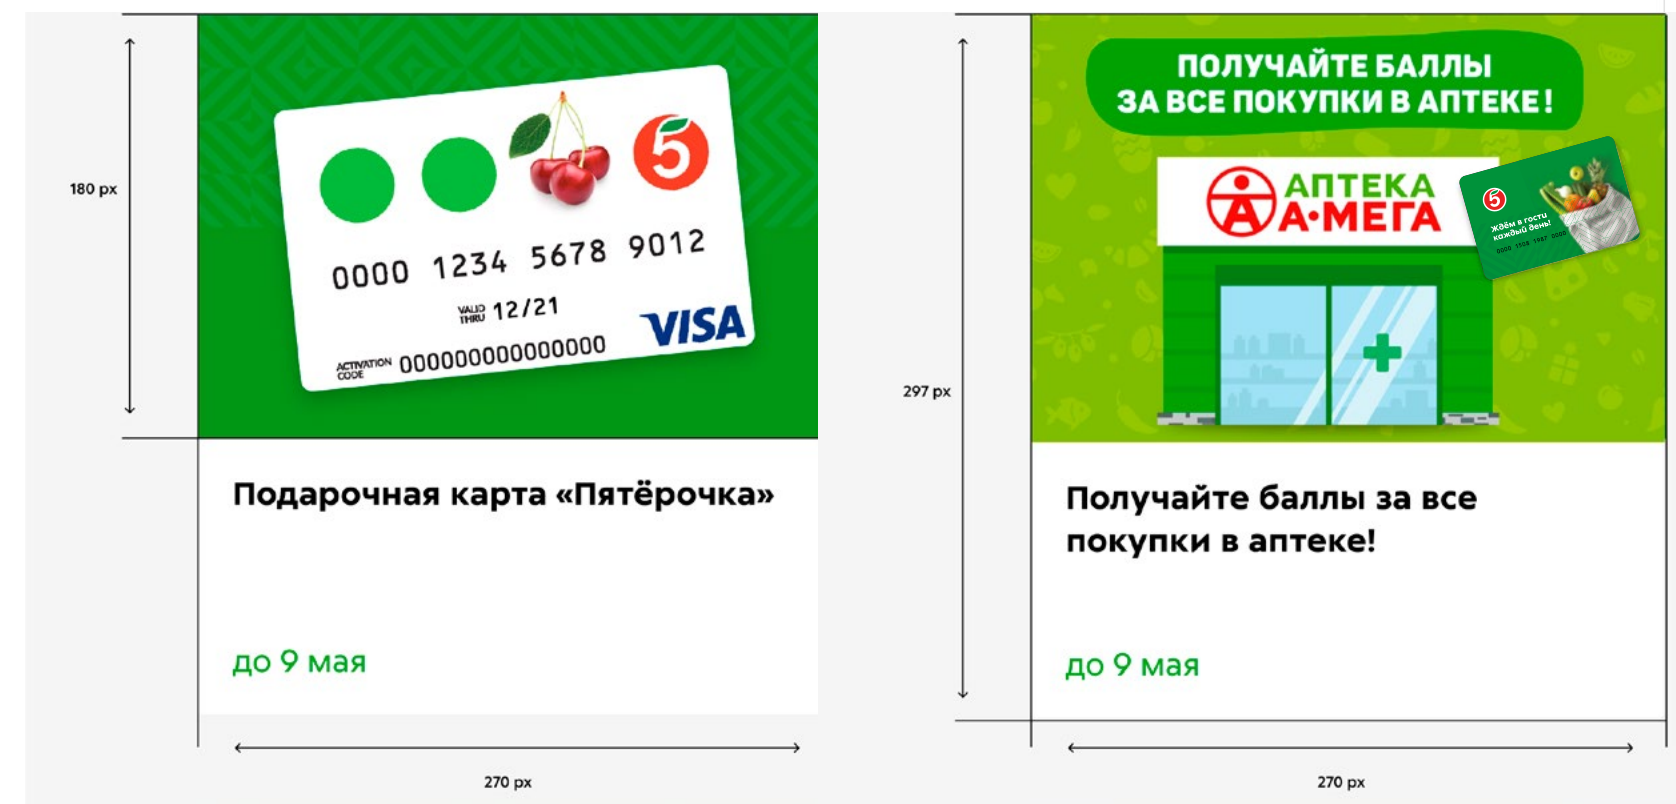 180 px
5
0000 1234 5678 9012
VALID
THRU 12/21
VISA
ACTIVATION
CODE 000000000000000
Подарочная карта «Пятёрочка»
до 9 мая
270 px
297 px
ПОЛУЧАЙТЕ БАЛЛЫ
ЗА ВСЕ ПОКУПКИ В АПТЕКЕ!
АПТЕКА
А•МЕГА
5
Ждём в гости
каждый день!
Получайте баллы за все
покупки в аптеке!
до 9 мая
270 px